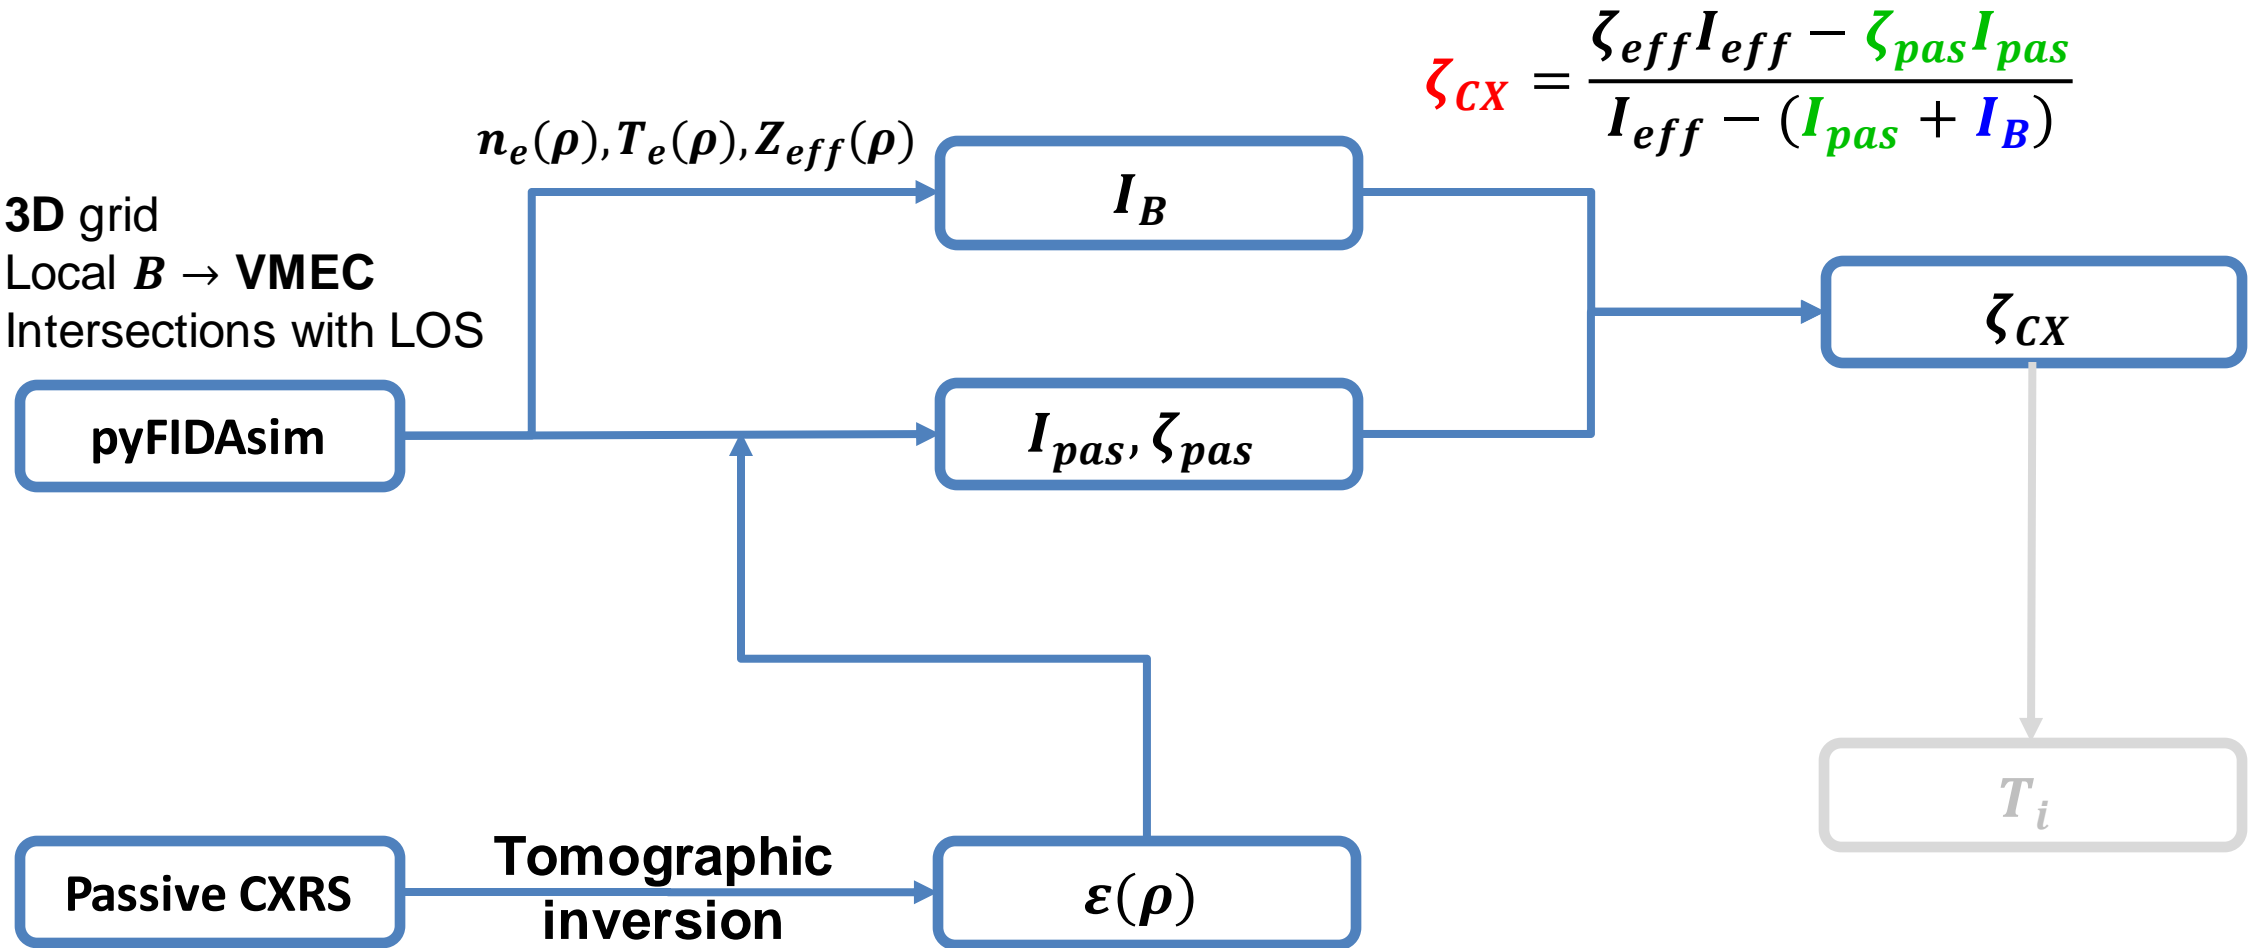 ζ_CX = (ζ_eff I_eff − ζ_pas I_pas) / (I_eff − (I_pas + I_B))
n_e(ρ), T_e(ρ), Z_eff(ρ)
I_B
3D grid
Local B → VMEC
Intersections with LOS
ζ_CX
pyFIDAsim
I_pas, ζ_pas
T_i
Passive CXRS
Tomographic
inversion
ε(ρ)